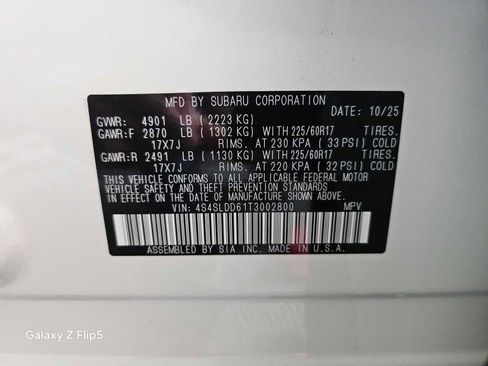 MFD BY SUBARU CORPORATION
DATE: 10/25
GVWR: 4901 LB ( 2223 KG)
GAWR:F 2870 LB ( 1302 KG) WITH 225/60R17 TIRES.
17X7J RIMS. AT 230 KPA ( 33 PSI) COLD
GAWR:R 2491 LB ( 1130 KG) WITH 225/60R17 TIRES.
17X7J RIMS. AT 220 KPA ( 32 PSI) COLD
THIS VEHICLE CONFORMS TO ALL APPLICABLE FEDERAL MOTOR
VEHICLE SAFETY AND THEFT PREVENTION STANDARDS
IN EFFECT ON THE DATE OF MANUFACTURE SHOWN ABOVE.
VIN: 4S4SLDD61T3002800 MPV
ASSEMBLED BY SIA INC. MADE IN U.S.A.
Galaxy Z Flip5